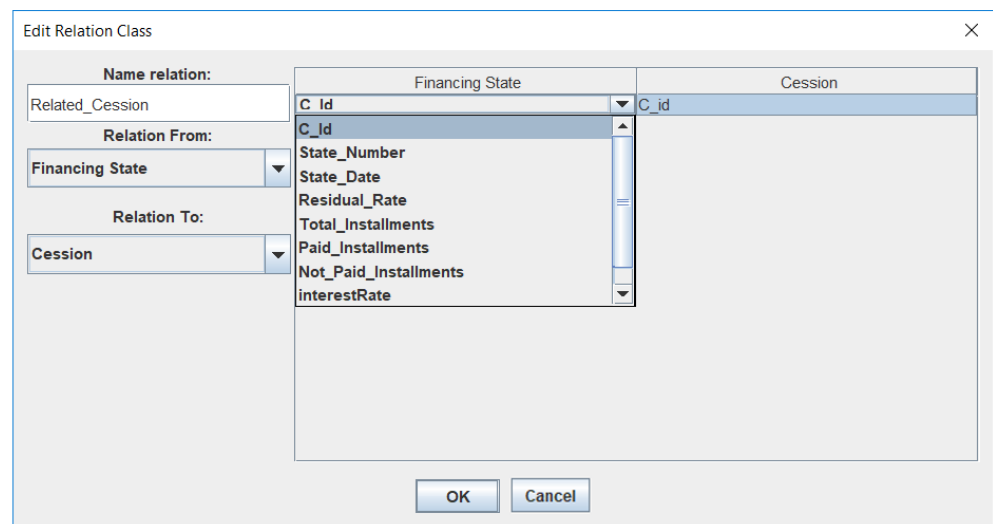 Edit Relation Class
Name relation:
Related_Cession
Relation From:
Financing State
Relation To:
Cession
Financing State Cession
C_Id C_id
C_Id
State_Number
State_Date
Residual_Rate
Total_Installments
Paid_Installments
Not_Paid_Installments
interestRate
OK Cancel